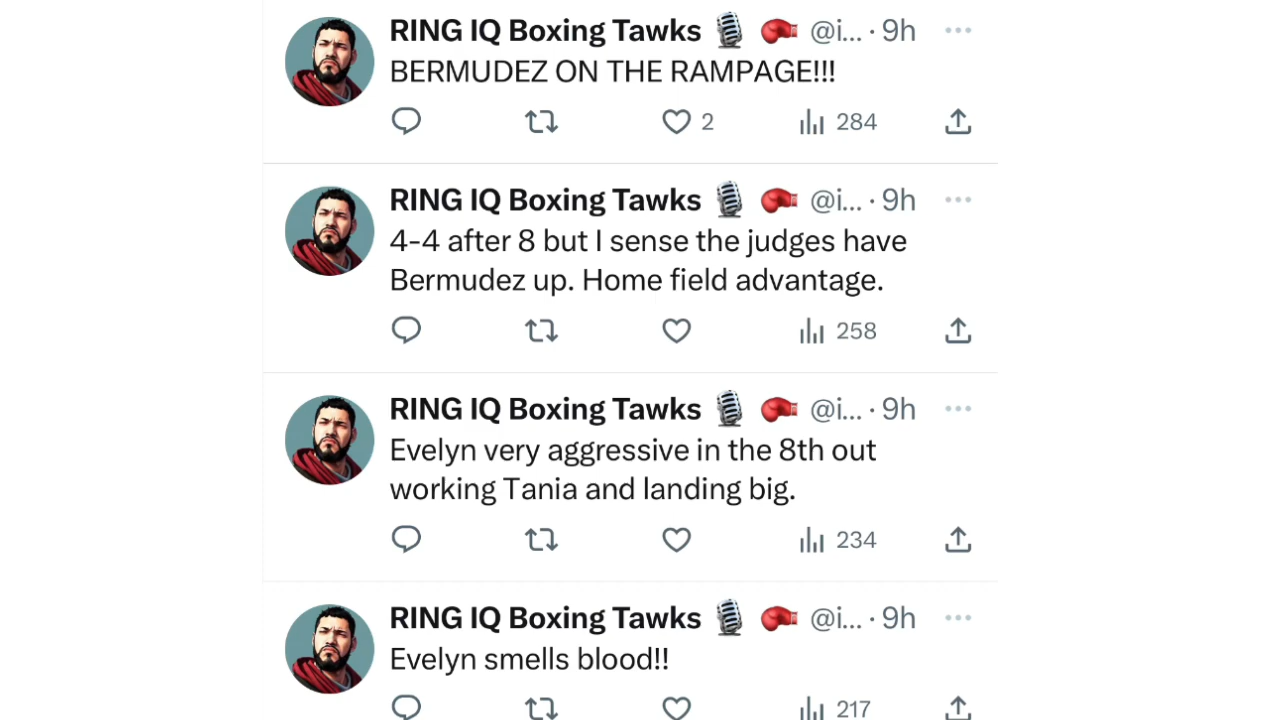 RING IQ Boxing Tawks 🎙️ 🥊 @i... · 9h ···
BERMUDEZ ON THE RAMPAGE!!!
2 284
RING IQ Boxing Tawks 🎙️ 🥊 @i... · 9h ···
4-4 after 8 but I sense the judges have
Bermudez up. Home field advantage.
258
RING IQ Boxing Tawks 🎙️ 🥊 @i... · 9h ···
Evelyn very aggressive in the 8th out
working Tania and landing big.
234
RING IQ Boxing Tawks 🎙️ 🥊 @i... · 9h ···
Evelyn smells blood!!
217